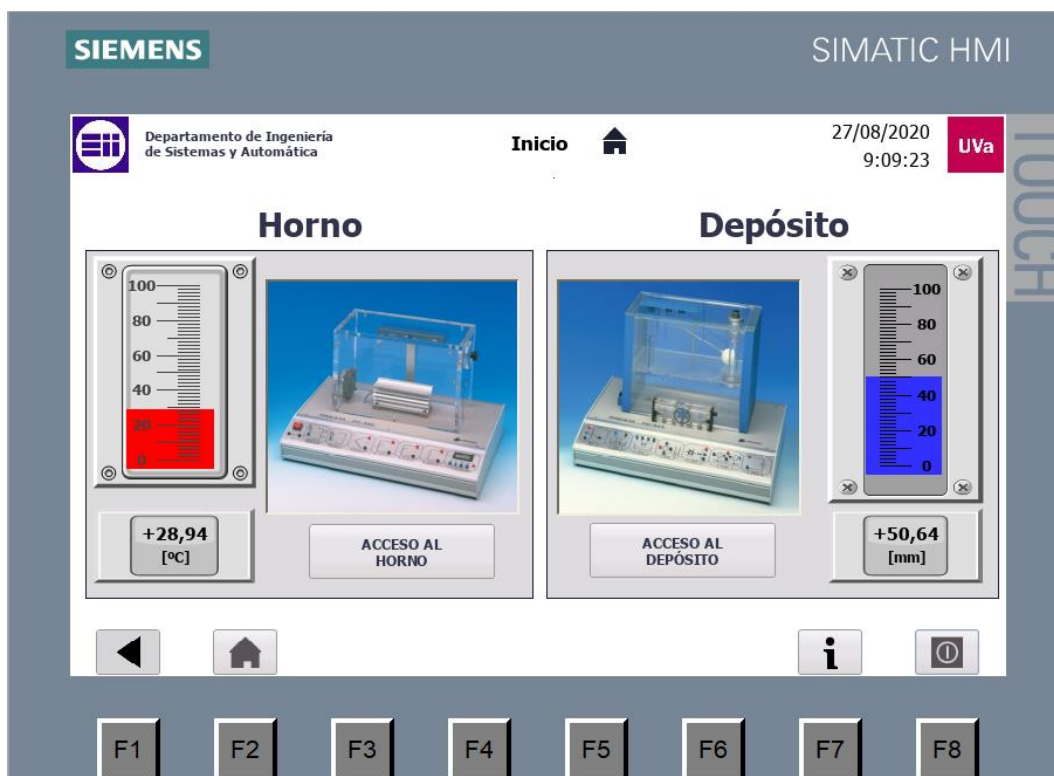 SIEMENS
SIMATIC HMI
TOUCH
Departamento de Ingeniería
de Sistemas y Automática
Inicio
27/08/2020
9:09:23
UVa
Horno
100
80
60
40
20
0
+28,94
[ºC]
ACCESO AL
HORNO
Depósito
100
80
60
40
20
0
ACCESO AL
DEPÓSITO
+50,64
[mm]
i
F1 F2 F3 F4 F5 F6 F7 F8